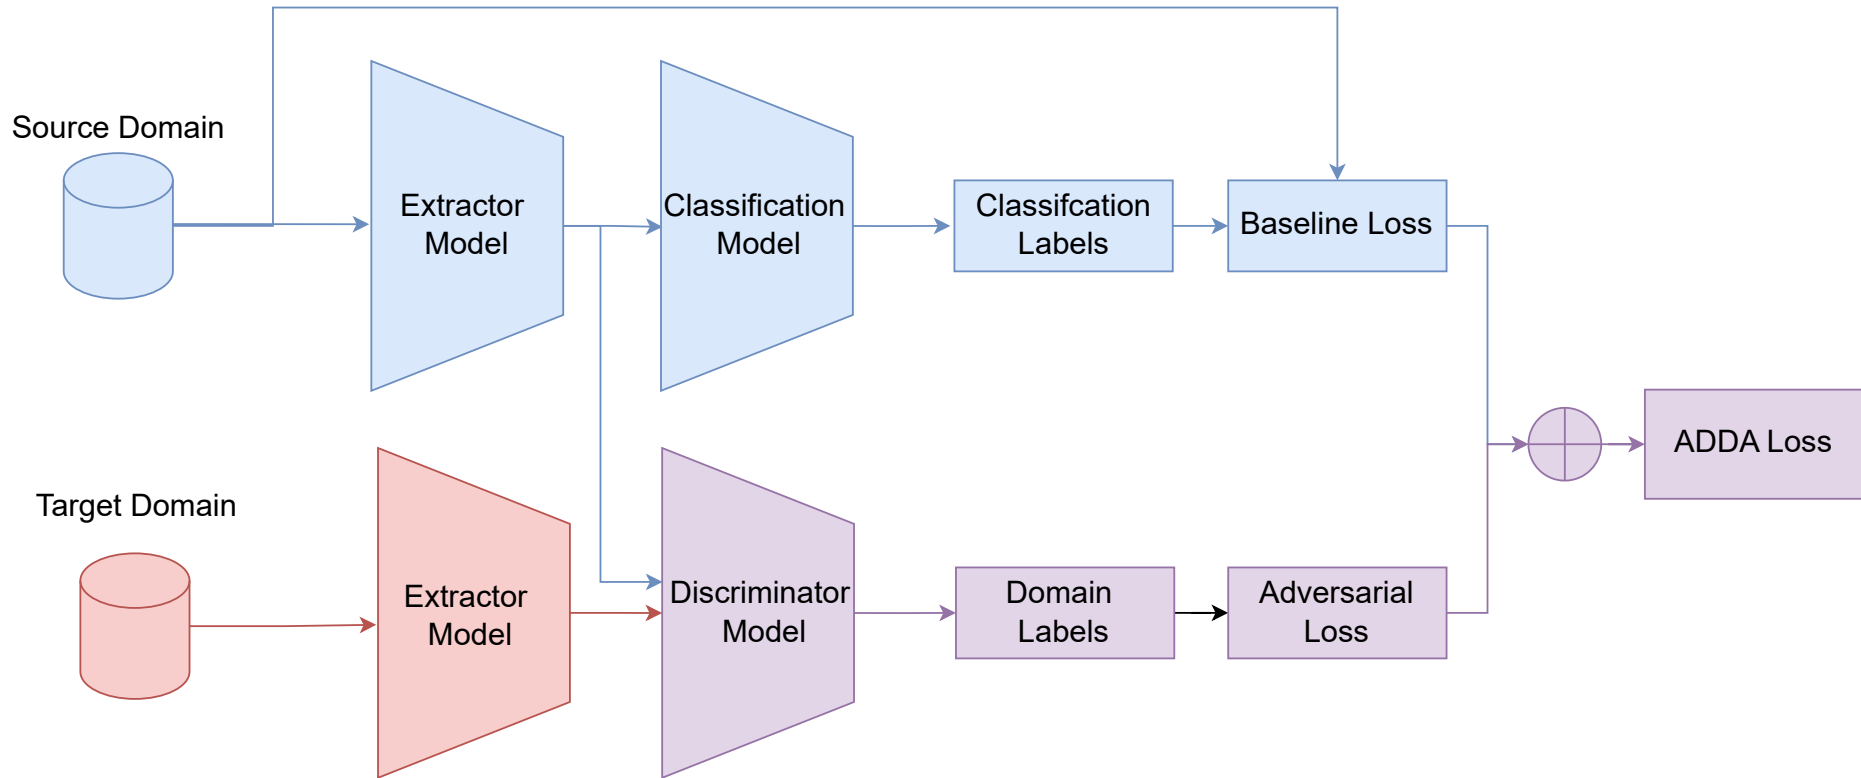 Source Domain
Extractor
Model
Classification
Model
Classifcation
Labels
Baseline Loss
ADDA Loss
Target Domain
Extractor
Model
Discriminator
Model
Domain
Labels
Adversarial
Loss